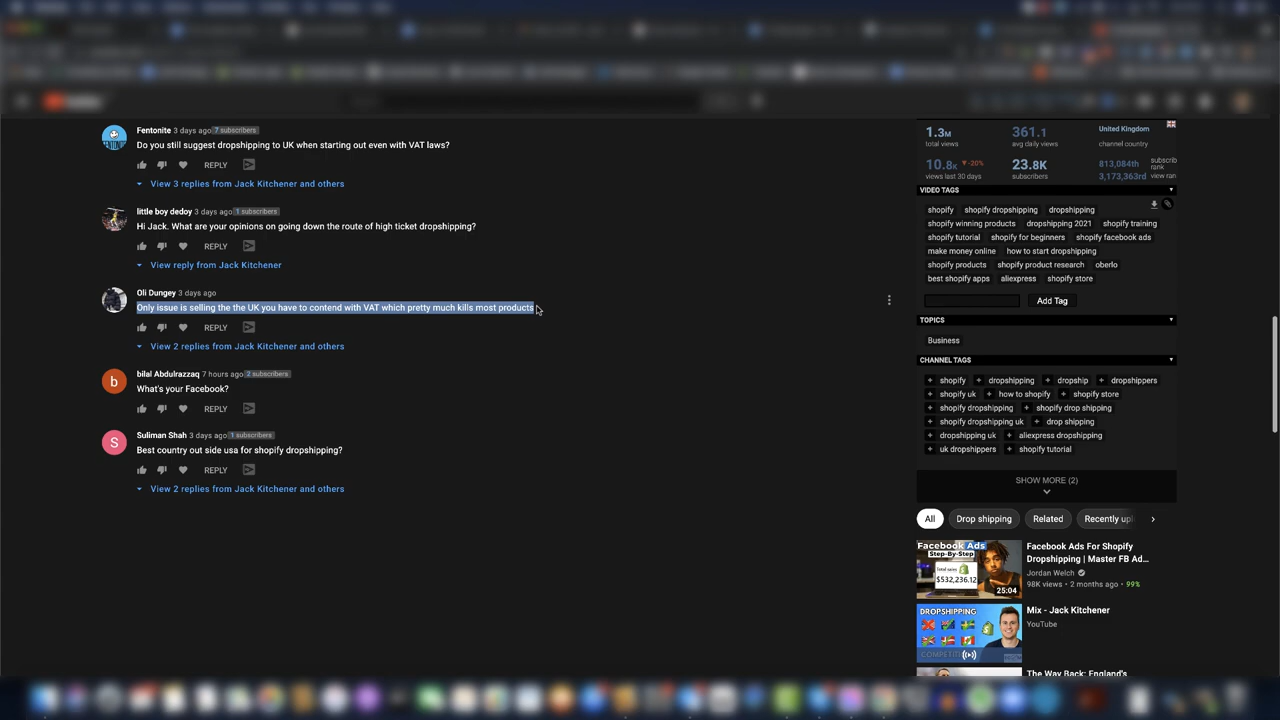 Fentonite 3 days ago 7 subscribers
Do you still suggest dropshipping to UK when starting out even with VAT laws?
REPLY
View 3 replies from Jack Kitchener and others
little boy dedoy 3 days ago 1 subscribers
Hi Jack. What are your opinions on going down the route of high ticket dropshipping?
REPLY
View reply from Jack Kitchener
Oli Dungey 3 days ago
Only issue is selling the the UK you have to contend with VAT which pretty much kills most products
REPLY
View 2 replies from Jack Kitchener and others
b
bilal Abdulrazzaq 7 hours ago 2 subscribers
What's your Facebook?
REPLY
S
Suliman Shah 3 days ago 1 subscribers
Best country out side usa for shopify dropshipping?
REPLY
View 2 replies from Jack Kitchener and others
1.3M 361.1 United Kingdom
total views avg daily views channel country
10.8K -20% 23.8K 813,084th subscrib rank
views last 30 days subscribers 3,173,363rd view ran
VIDEO TAGS
shopify shopify dropshipping dropshipping
shopify winning products dropshipping 2021 shopify training
shopify tutorial shopify for beginners shopify facebook ads
make money online how to start dropshipping
shopify products shopify product research oberlo
best shopify apps aliexpress shopify store
Add Tag
TOPICS
Business
CHANNEL TAGS
+ shopify + dropshipping + dropship + dropshippers
+ shopify uk + how to shopify + shopify store
+ shopify dropshipping + shopify drop shipping
+ shopify dropshipping uk + drop shipping
+ dropshipping uk + aliexpress dropshipping
+ uk dropshippers + shopify tutorial
SHOW MORE (2)
All Drop shipping Related Recently upl
Facebook Ads
Step-By-Step
Total sales
$532,236.12
25:04
Facebook Ads For Shopify
Dropshipping | Master FB Ad...
Jordan Welch
98K views • 2 months ago • 99%
DROPSHIPPING
Mix - Jack Kitchener
YouTube
The Way Back: England's